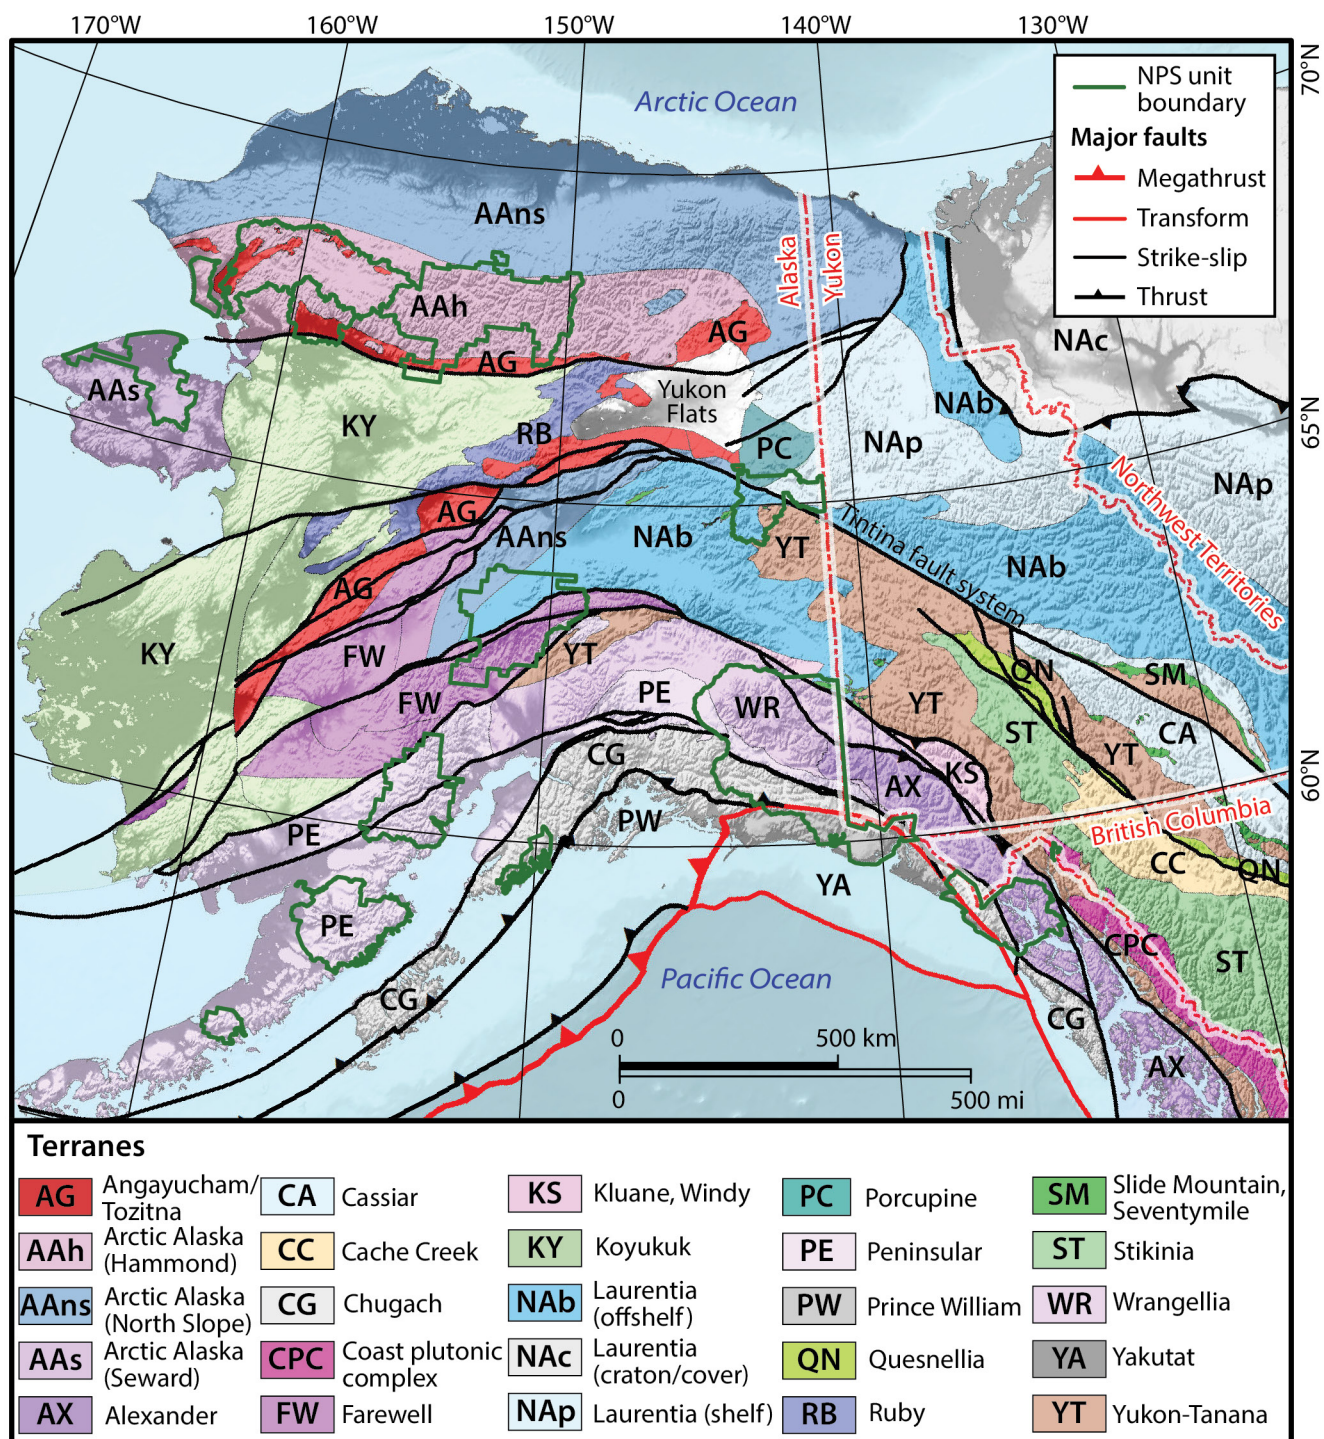 170°W
160°W
150°W
140°W
130°W
70°N
65°N
60°N
NPS unit
boundary
Major faults
Megathrust
Transform
Strike-slip
Thrust
Arctic Ocean
AAns
Alaska
Yukon
AAh
AG
AG
NAc
AAs
KY
RB
Yukon
Flats
PC
NAp
NAb
NAp
AG
AAns
NAb
YT
Tintina fault system
NAb
Northwest Territories
AG
KY
FW
YT
FW
PE
WR
YT
QN
SM
ST
CA
YT
CG
AX
KS
PE
PW
British Columbia
CC
QN
YA
PE
CPC
ST
Pacific Ocean
CG
CG
AX
0
500 km
0
500 mi
Terranes
AG
Angayucham/
Tozitna
AAh
Arctic Alaska
(Hammond)
AAns
Arctic Alaska
(North Slope)
AAs
Arctic Alaska
(Seward)
AX
Alexander
CA
Cassiar
CC
Cache Creek
CG
Chugach
CPC
Coast plutonic
complex
FW
Farewell
KS
Kluane, Windy
KY
Koyukuk
NAb
Laurentia
(offshelf)
NAc
Laurentia
(craton/cover)
NAp
Laurentia (shelf)
PC
Porcupine
PE
Peninsular
PW
Prince William
QN
Quesnellia
RB
Ruby
SM
Slide Mountain,
Seventymile
ST
Stikinia
WR
Wrangellia
YA
Yakutat
YT
Yukon-Tanana